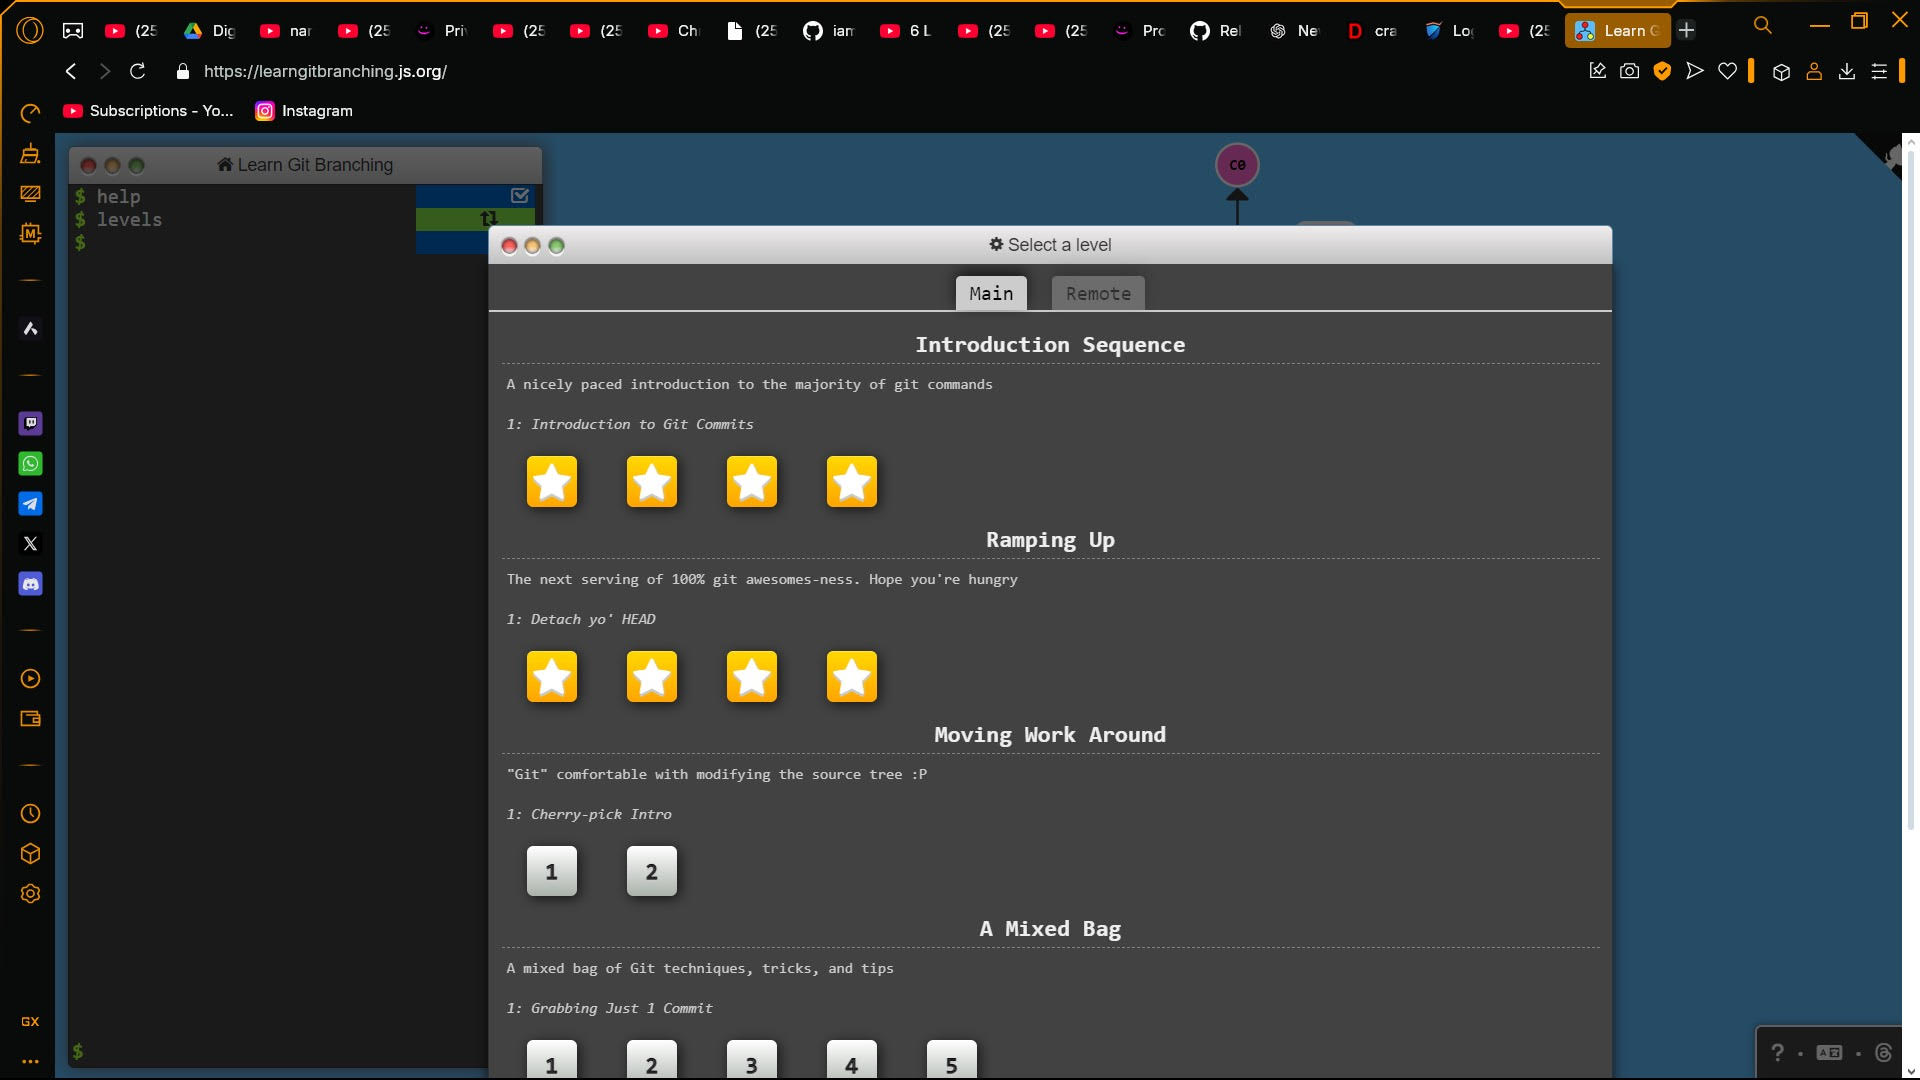 (25
Dig
nar
(25
Pri
(25
(25
Ch
(25
ian
6 L
(25
(25
Pro
Rel
Ne
cra
Lo
(25
Learn G
https://learngitbranching.js.org/
Subscriptions - Yo...
Instagram
Learn Git Branching
$ help
$ levels
$
C0
Select a level
Main
Remote
Introduction Sequence
A nicely paced introduction to the majority of git commands
1: Introduction to Git Commits
Ramping Up
The next serving of 100% git awesomes-ness. Hope you're hungry
1: Detach yo' HEAD
Moving Work Around
"Git" comfortable with modifying the source tree :P
1: Cherry-pick Intro
1 2
A Mixed Bag
A mixed bag of Git techniques, tricks, and tips
1: Grabbing Just 1 Commit
1 2 3 4 5
$
GX
?